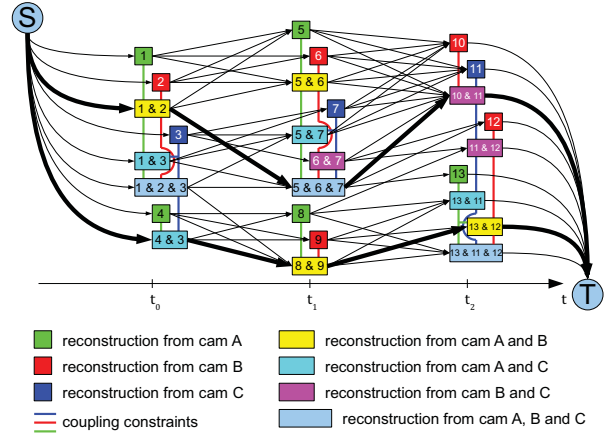 S
5
10
1
6
11
2
5 & 6
10 & 11
1 & 2
7
12
3
5 & 7
11 & 12
1 & 3
6 & 7
13
1 & 2 & 3
5 & 6 & 7
13 & 11
4
8
13 & 12
4 & 3
9
13 & 11 & 12
8 & 9
T
t0 t1 t2 t
reconstruction from cam A
reconstruction from cam B
reconstruction from cam C
coupling constraints
reconstruction from cam A and B
reconstruction from cam A and C
reconstruction from cam B and C
reconstruction from cam A, B and C